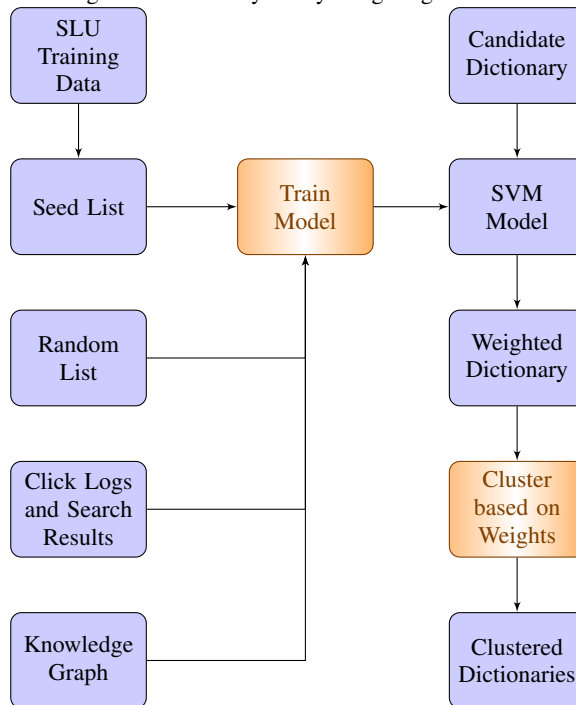 SLU
Training
Data
Candidate
Dictionary
Seed List
Train
Model
SVM
Model
Random
List
Weighted
Dictionary
Click Logs
and Search
Results
Cluster
based on
Weights
Knowledge
Graph
Clustered
Dictionaries